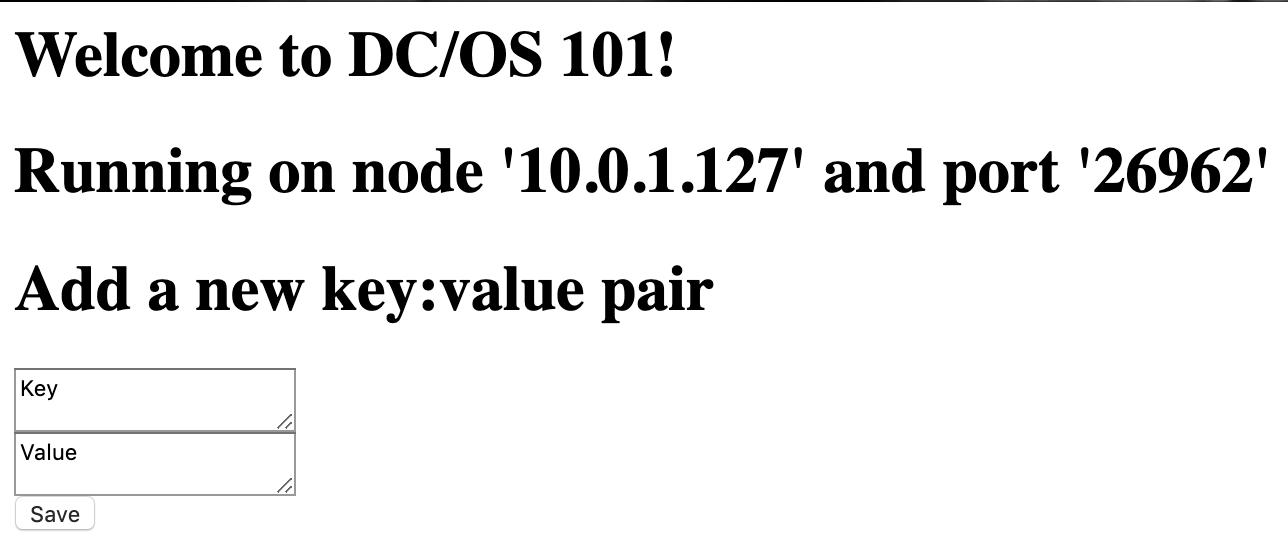 Welcome to DC/OS 101!
Running on node '10.0.1.127' and port '26962'
Add a new key:value pair
Key
Value
Save